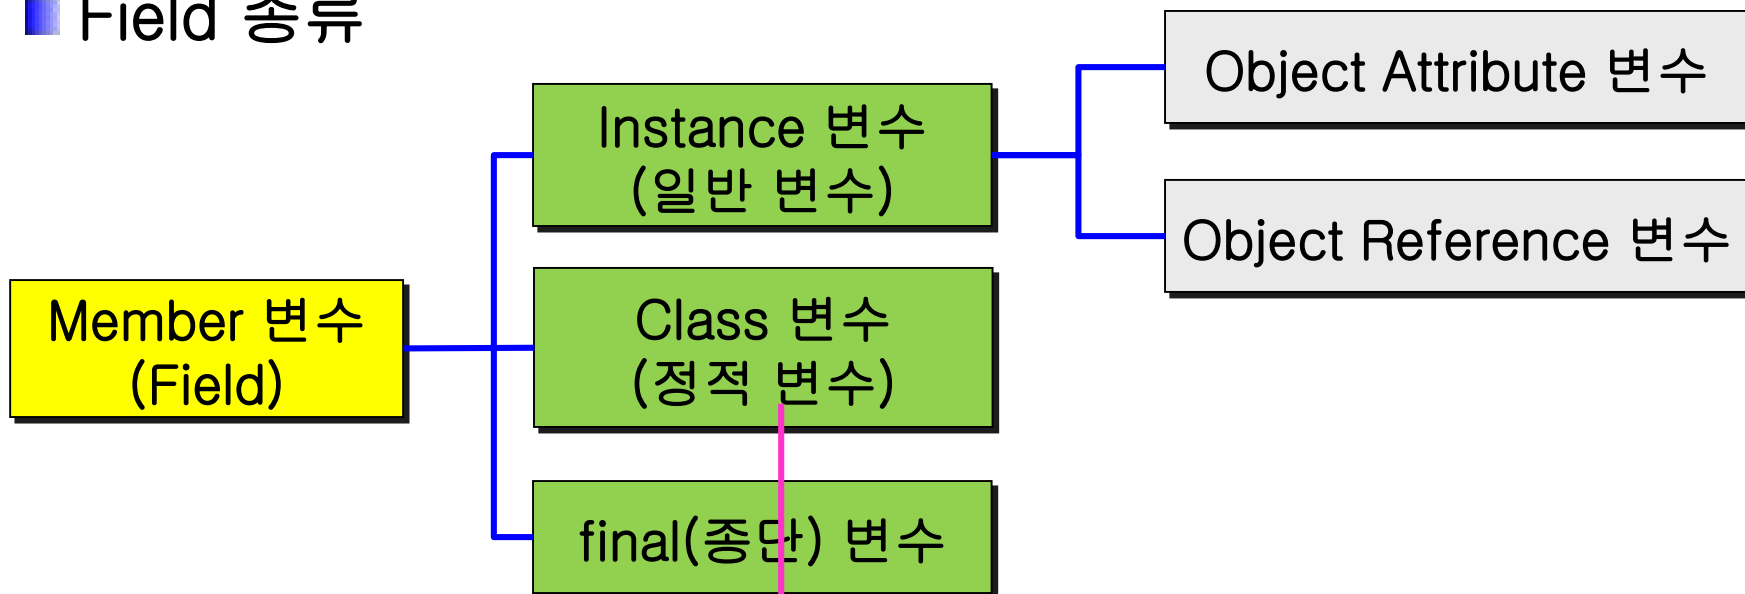 Field 종류
Object Attribute 변수
Instance 변수
(일반 변수)
Object Reference 변수
Member 변수
(Field)
Class 변수
(정적 변수)
final(종단) 변수